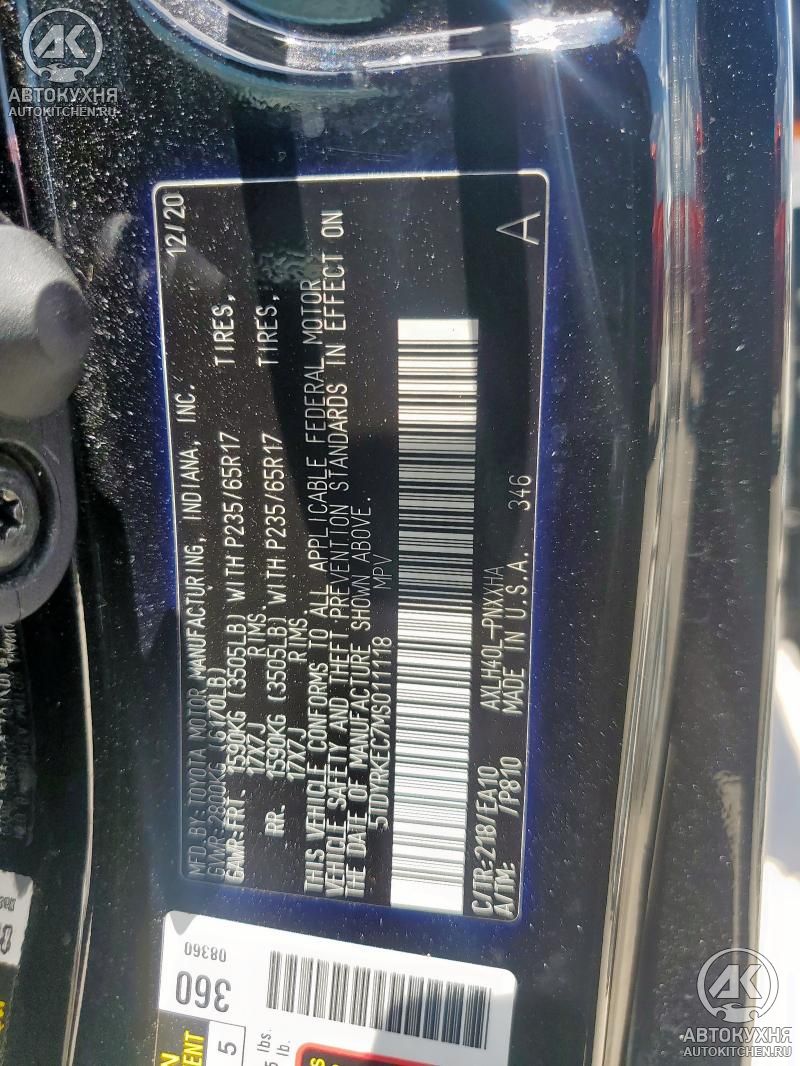 АВТОКУХНЯ
AUTOKITCHEN.RU
MFD. BY: TOYOTA MOTOR MANUFACTURING, INDIANA, INC. 12/20
GVWR: 2800KG (6170LB)
GAWR: FRT. 1590KG (3505LB) WITH P235/65R17 TIRES,
17X7J RIMS.
RR. 1590KG (3505LB) WITH P235/65R17 TIRES,
17X7J RIMS.
THIS VEHICLE CONFORMS TO ALL APPLICABLE FEDERAL MOTOR
VEHICLE SAFETY AND THEFT PREVENTION STANDARDS IN EFFECT ON
THE DATE OF MANUFACTURE SHOWN ABOVE.
5TDYRKEC7MS011118 MPV
C/TR: 218/EA10 AXLH40L-PNXXHA A
A/TM: /P810 MADE IN U.S.A. 346
360
08360
5
lbs.
lb.
АВТОКУХНЯ
AUTOKITCHEN.RU